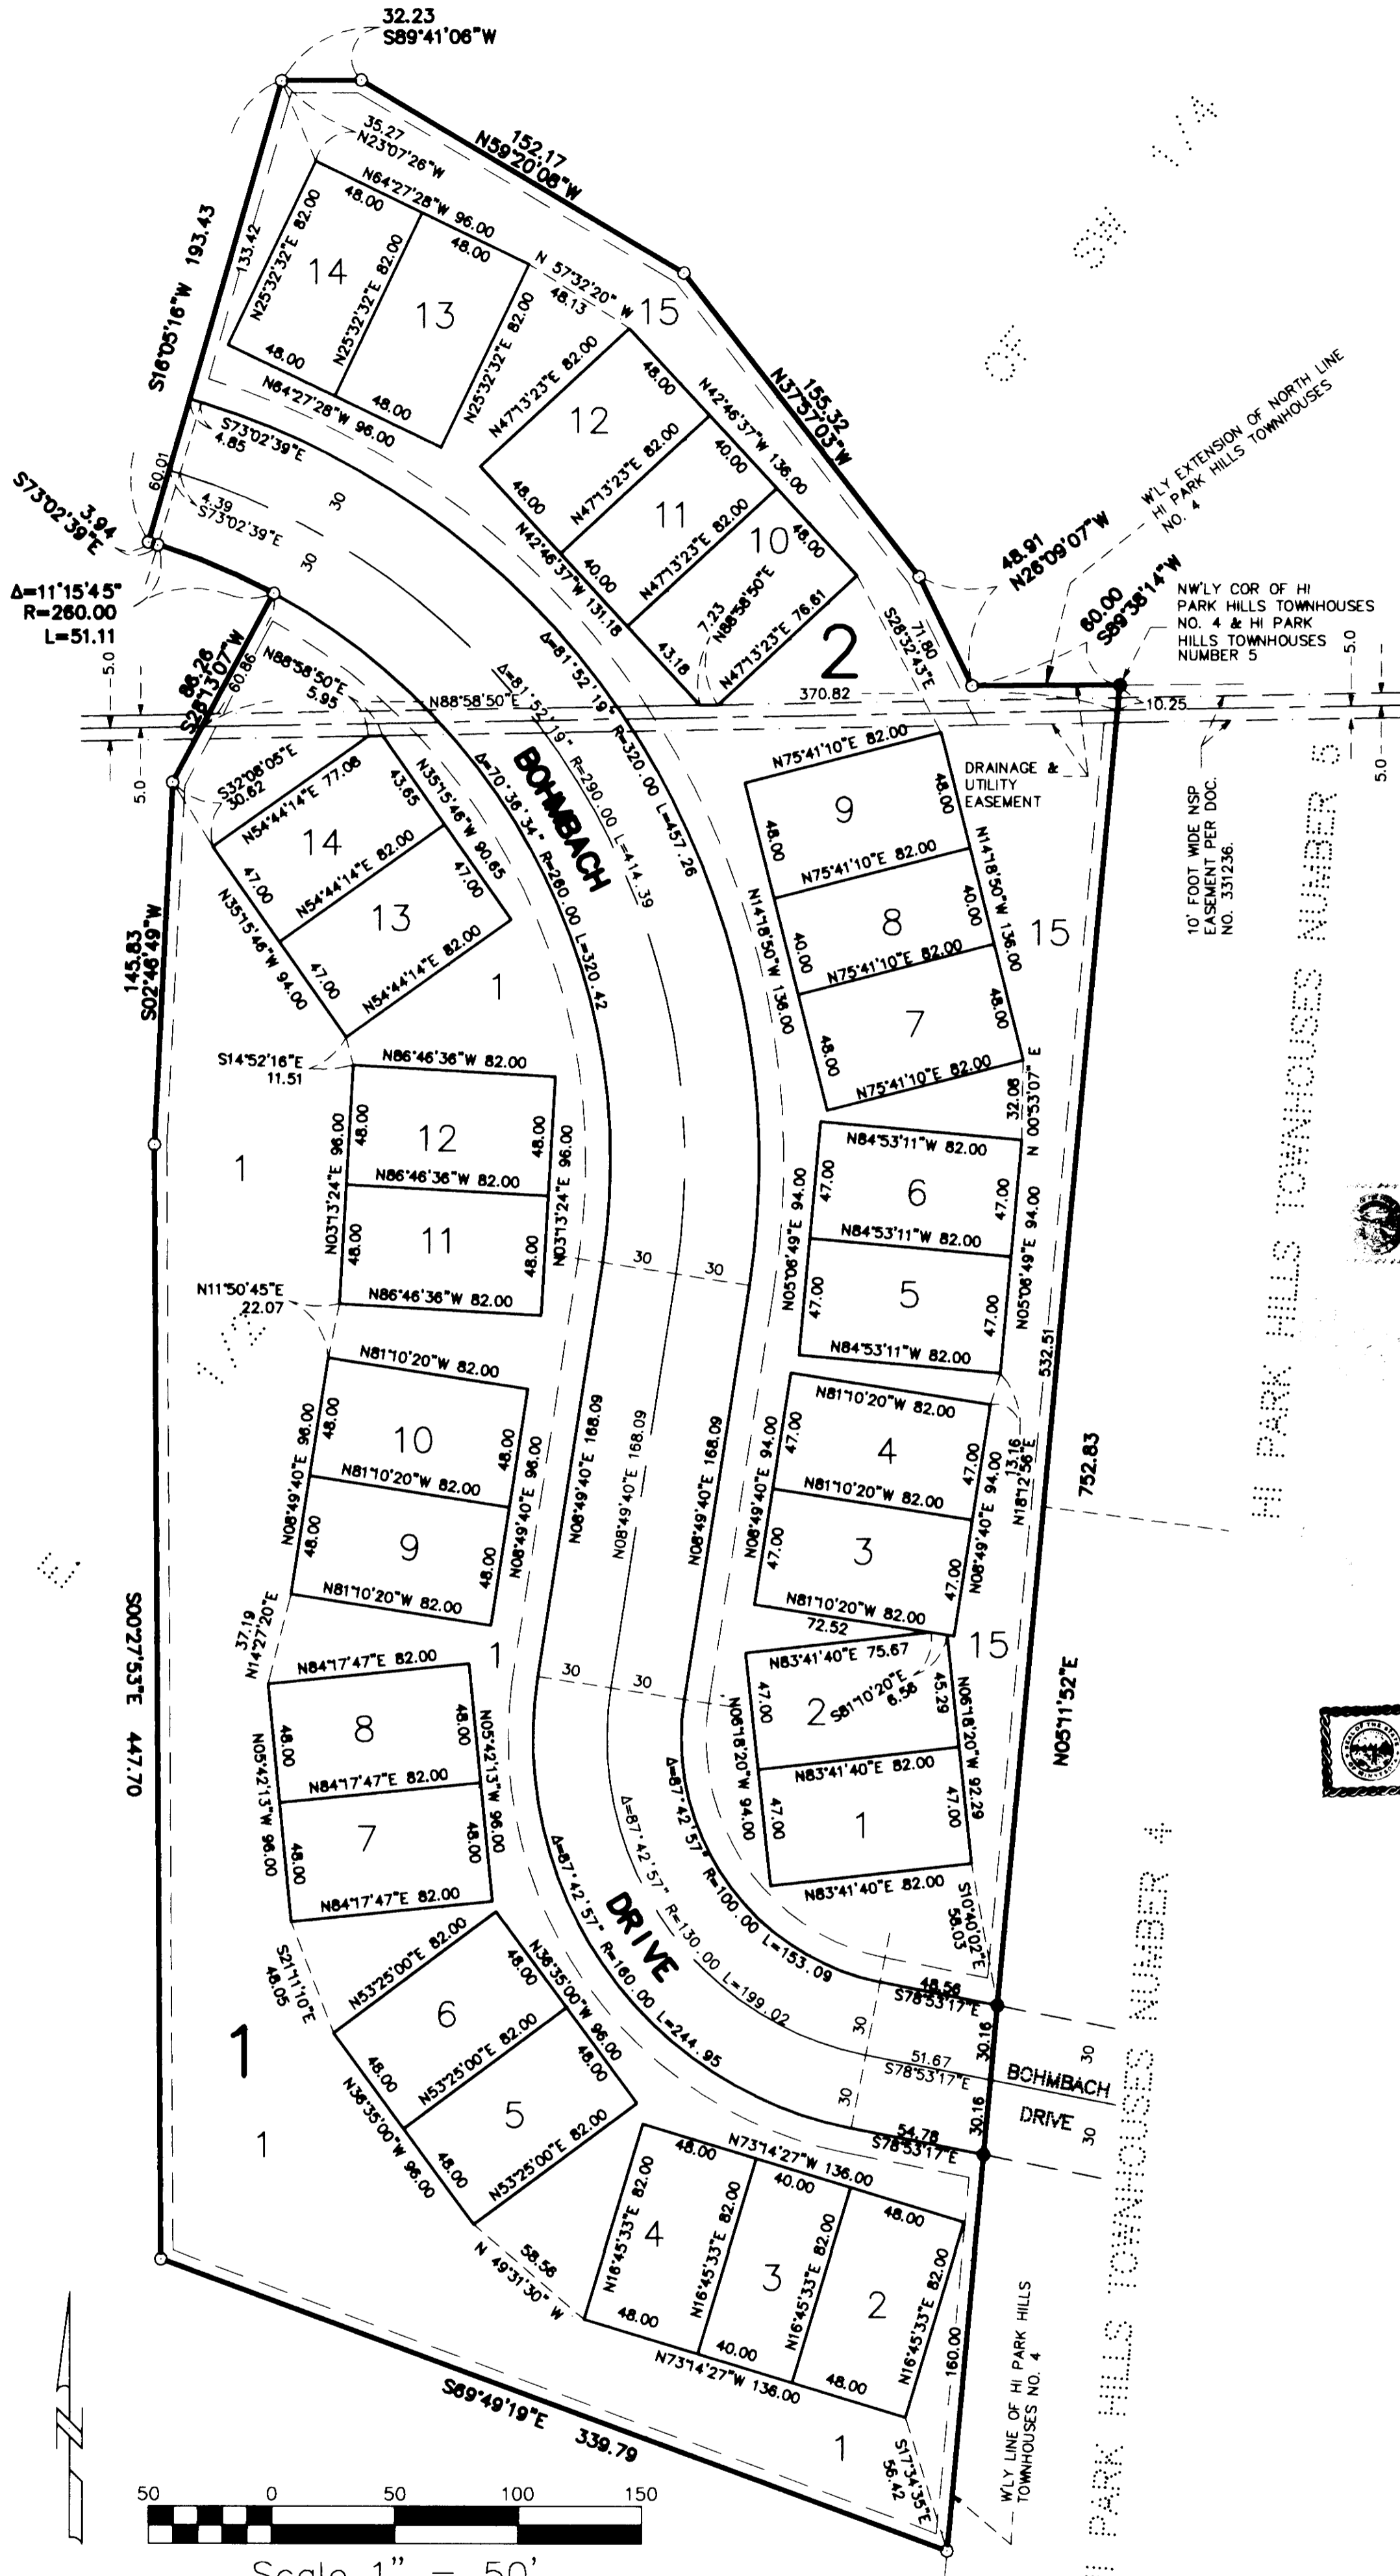 32.23
S89°41'06"W
35.27
N23°07'26"W
152.17
N59°20'08"W
N64°27'28"W 96.00
48.00
48.00
S16°05'16"W 193.43
133.42
N25°32'32"E 82.00
14
N25°32'32"E 82.00
13
N25°32'32"E 82.00
48.00
48.00
N64°27'28"W 96.00
N 57°32'20" W
48.13
15
155.32
N37°57'03"W
N47°13'23"E 82.00
12
48.00
N42°46'37"W 136.00
N47°13'23"E 82.00
40.00
11
N47°13'23"E 82.00
10
48.00
48.00
40.00
N42°46'37"W 131.18
43.18
7.23
N88°58'50"E
N47°13'23"E 76.61
2
S28°32'43"E
71.80
48.91
N26°09'07"W
60.00
S89°38'14"W
OF SW 1/4
W'LY EXTENSION OF NORTH LINE
HI PARK HILLS TOWNHOUSES
NO. 4
NW'LY COR OF HI
PARK HILLS TOWNHOUSES
NO. 4 & HI PARK
HILLS TOWNHOUSES
NUMBER 5
S73°02'39"E
4.85
60.01
4.39
S73°02'39"E
30
30
S73°02'39"E
3.94
Δ=11°15'45"
R=260.00
L=51.11
5.0
5.0
86.26
S28°13'07"W
60.86
N88°58'50"E
5.95
N88°58'50"E
370.82
10.25
5.0
5.0
Δ=81°52'19" R=320.00 L=457.26
Δ=81°52'19" R=290.00 L=414.39
Δ=70°36'34" R=260.00 L=320.42
BOHMBACH
DRAINAGE &
UTILITY
EASEMENT
10' FOOT WIDE NSP
EASEMENT PER DOC.
NO. 331236.
HI PARK HILLS TOWNHOUSES NUMBER 5
S32°08'05"E
30.62
N54°44'14"E 77.08
43.65
N35°15'46"W 90.65
14
N54°44'14"E 82.00
47.00
47.00
13
N35°15'46"W 94.00
47.00
N54°44'14"E 82.00
1
145.83
S02°46'49"W
N75°41'10"E 82.00
48.00
9
48.00
N75°41'10"E 82.00
N14°18'50"W 136.00
N14°18'50"W 136.00
40.00
8
40.00
N75°41'10"E 82.00
15
7
48.00
48.00
N75°41'10"E 82.00
32.08
N 00°53'07" E
S14°52'16"E
11.51
N86°46'36"W 82.00
48.00
12
48.00
N86°46'36"W 82.00
N03°13'24"E 96.00
N03°13'24"E 96.00
48.00
11
48.00
N86°46'36"W 82.00
1
30
30
N84°53'11"W 82.00
47.00
6
47.00
N84°53'11"W 82.00
N05°06'49"E 94.00
N05°06'49"E 94.00
47.00
5
47.00
N84°53'11"W 82.00
N11°50'45"E
22.07
1/2
E.
N81°10'20"W 82.00
48.00
10
48.00
N81°10'20"W 82.00
N08°49'40"E 96.00
N08°49'40"E 96.00
48.00
9
48.00
N81°10'20"W 82.00
N08°49'40"E 168.09
N08°49'40"E 168.09
N08°49'40"E 168.09
N81°10'20"W 82.00
47.00
4
47.00
N81°10'20"W 82.00
N08°49'40"E 94.00
N08°49'40"E 94.00
47.00
3
47.00
N81°10'20"W 82.00
13.16
N18°12'56"E
532.51
752.83
N05°11'52"E
37.19
N14°27'20"E
S00°27'53"E 447.70
N84°17'47"E 82.00
48.00
8
48.00
N84°17'47"E 82.00
N05°42'13"W 96.00
N05°42'13"W 96.00
48.00
7
48.00
N84°17'47"E 82.00
1
30
30
72.52
N83°41'40"E 75.67
47.00
2
S81°10'20"E
6.56
45.29
N83°41'40"E 82.00
N06°18'20"W 94.00
N06°18'20"W 92.29
47.00
1
47.00
N83°41'40"E 82.00
15
S10°40'02"E
58.03
Δ=87°42'57" R=100.00 L=153.09
Δ=87°42'57" R=130.00 L=199.02
Δ=87°42'57" R=160.00 L=244.95
DRIVE
S21°11'10"E
48.05
N53°25'00"E 82.00
48.00
N36°35'00"W 96.00
6
N53°25'00"E 82.00
48.00
48.00
5
N36°35'00"W 96.00
48.00
N53°25'00"E 82.00
1
1
48.56
S78°53'17"E
30
30
51.67
S78°53'17"E
30.16
30.16
54.78
S78°53'17"E
BOHMBACH
DRIVE
30
30
HI PARK HILLS TOWNHOUSES NUMBER 4
N73°14'27"W 136.00
48.00
40.00
48.00
N16°45'33"E 82.00
4
N16°45'33"E 82.00
3
N16°45'33"E 82.00
2
N16°45'33"E 82.00
48.00
40.00
48.00
N73°14'27"W 136.00
58.56
N 49°31'30" W
160.00
W'LY LINE OF HI PARK HILLS
TOWNHOUSES NO. 4
1
S17°34'35"E
56.42
S69°49'19"E 339.79
50 0 50 100 150
Scale 1" = 50'